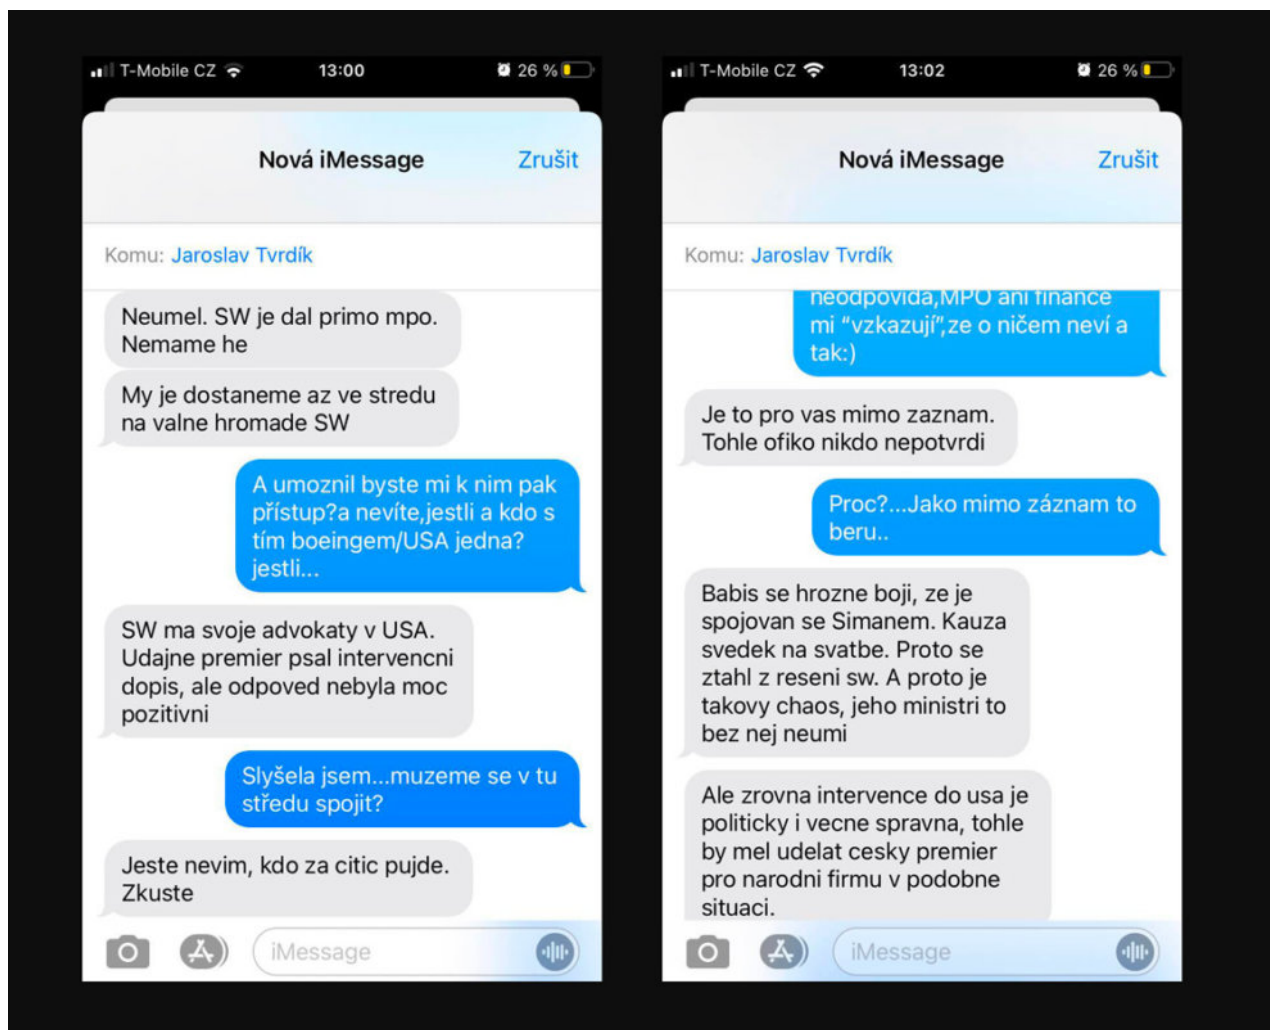 T-Mobile CZ 13:00 26 %
Nová iMessage Zrušit
Komu: Jaroslav Tvrdík
Neumel. SW je dal primo mpo.
Nemame he
My je dostaneme az ve stredu
na valne hromade SW
A umoznil byste mi k nim pak
přístup?a nevíte,jestli a kdo s
tím boeingem/USA jedna?
jestli...
SW ma svoje advokaty v USA.
Udajne premier psal intervencni
dopis, ale odpoved nebyla moc
pozitivni
Slyšela jsem...muzeme se v tu
středu spojit?
Jeste nevim, kdo za citic pujde.
Zkuste
iMessage
T-Mobile CZ 13:02 26 %
Nová iMessage Zrušit
Komu: Jaroslav Tvrdík
neodpovida,MPO ani finance
mi “vzkazují”,ze o ničem neví a
tak:)
Je to pro vas mimo zaznam.
Tohle ofiko nikdo nepotvrdi
Proc?...Jako mimo záznam to
beru..
Babis se hrozne boji, ze je
spojovan se Simanem. Kauza
svedek na svatbe. Proto se
ztahl z reseni sw. A proto je
takovy chaos, jeho ministri to
bez nej neumi
Ale zrovna intervence do usa je
politicky i vecne spravna, tohle
by mel udelat cesky premier
pro narodni firmu v podobne
situaci.
iMessage